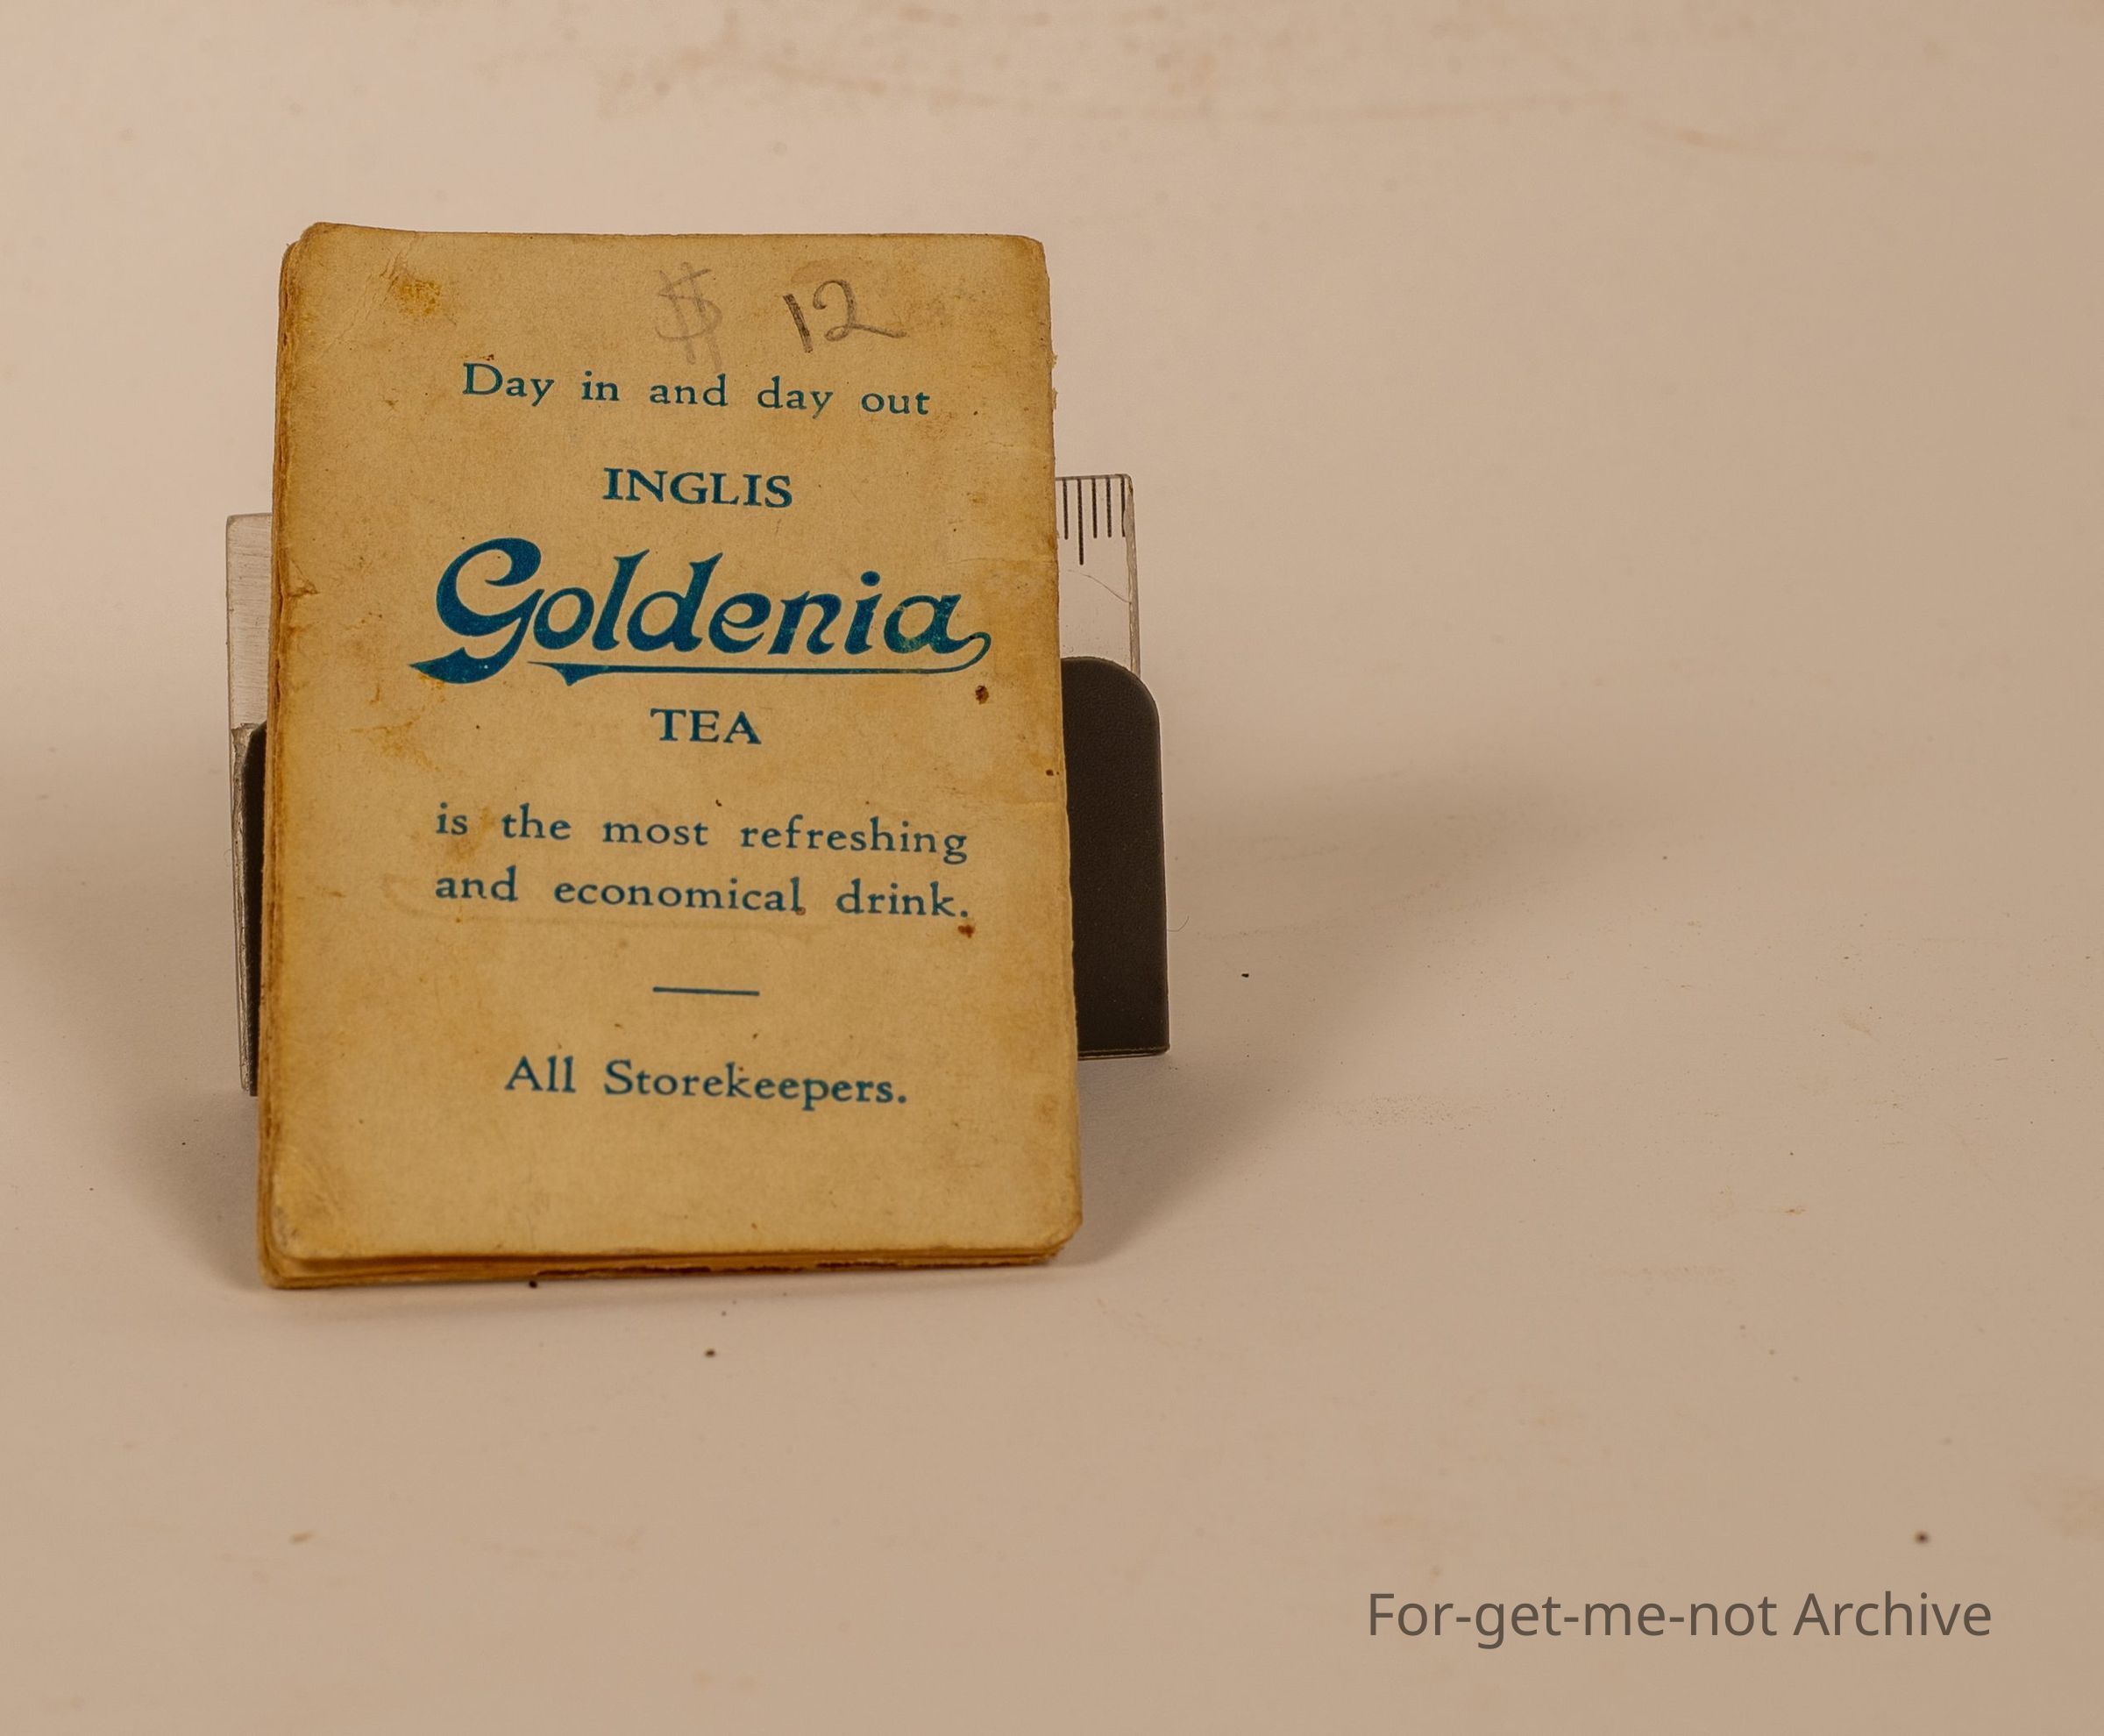 $ 12
Day in and day out
INGLIS
Goldenia
TEA
is the most refreshing
and economical drink.
All Storekeepers.
For-get-me-not Archive